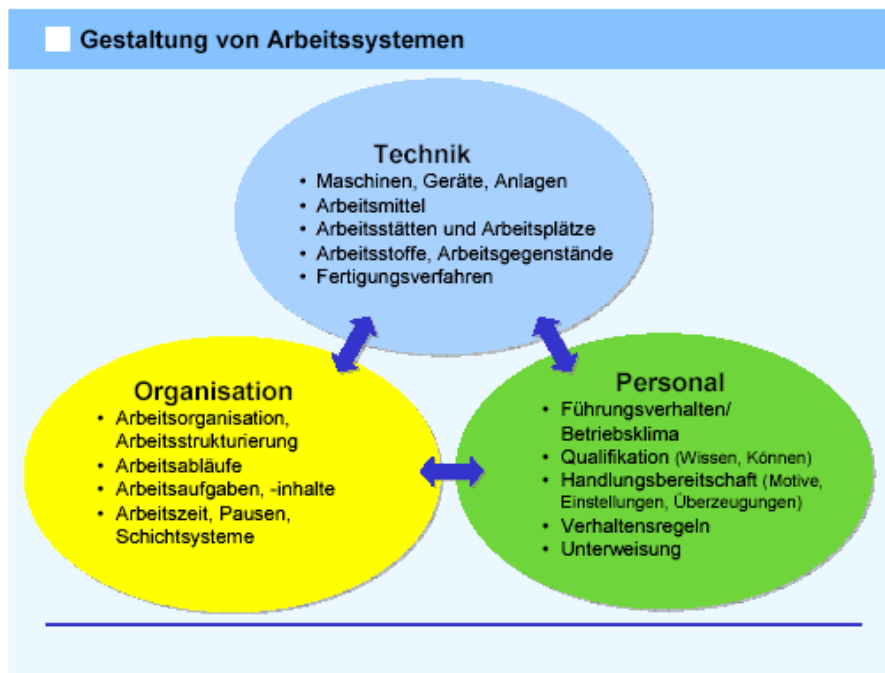 Gestaltung von Arbeitssystemen
Technik
• Maschinen, Geräte, Anlagen
• Arbeitsmittel
• Arbeitsstätten und Arbeitsplätze
• Arbeitsstoffe, Arbeitsgegenstände
• Fertigungsverfahren
Organisation
• Arbeitsorganisation,
Arbeitsstrukturierung
• Arbeitsabläufe
• Arbeitsaufgaben, -inhalte
• Arbeitszeit, Pausen,
Schichtsysteme
Personal
• Führungsverhalten/
Betriebsklima
• Qualifikation (Wissen, Können)
• Handlungsbereitschaft (Motive,
Einstellungen, Überzeugungen)
• Verhaltensregeln
• Unterweisung